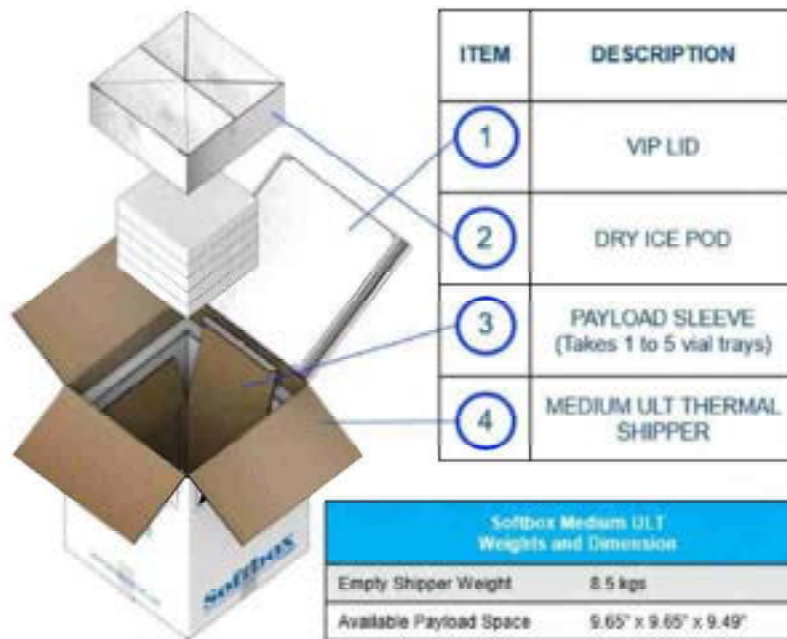 ITEM DESCRIPTION
1 VIP LID
2 DRY ICE POD
3 PAYLOAD SLEEVE
(Takes 1 to 5 vial trays)
4 MEDIUM ULT THERMAL
SHIPPER
Softbox
Softbox Medium ULT
Weights and Dimension
Empty Shipper Weight 8.5 kgs
Available Payload Space 9.65" x 9.65" x 9.49"